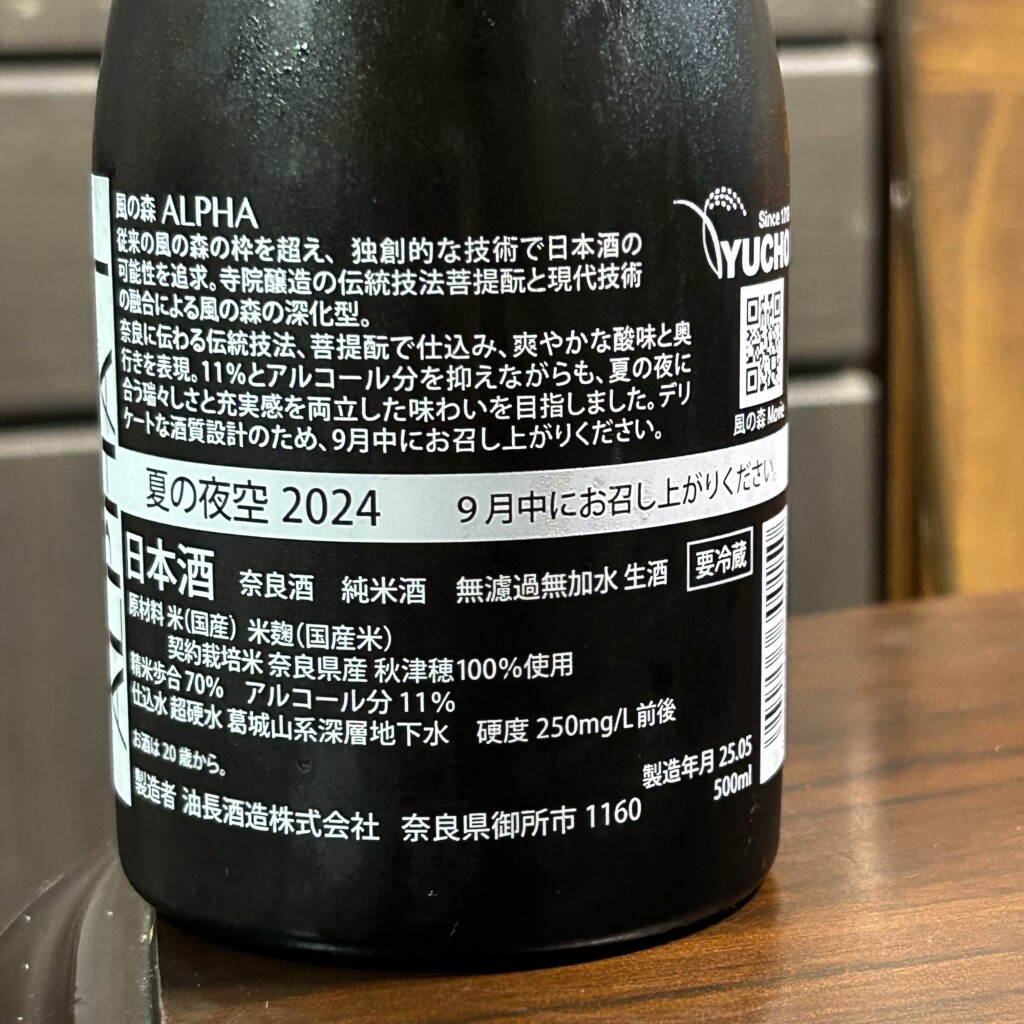 風の森 ALPHA
従来の風の森の枠を超え、独創的な技術で日本酒の
可能性を追求。寺院醸造の伝統技法菩提酛と現代技術
の融合による風の森の深化型。
奈良に伝わる伝統技法、菩提酛で仕込み、爽やかな酸味と奥
行きを表現。11%とアルコール分を抑えながらも、夏の夜に
合う瑞々しさと充実感を両立した味わいを目指しました。デリ
ケートな酒質設計のため、9月中にお召し上がりください。
Since
YUCHO
風の森 Movie
夏の夜空 2024 9月中にお召し上がりください
日本酒 奈良酒 純米酒 無濾過無加水 生酒 要冷蔵
原材料 米(国産) 米麹(国産米)
契約栽培米 奈良県産 秋津穂100%使用
精米歩合 70% アルコール分 11%
仕込水 超硬水 葛城山系深層地下水 硬度 250mg/L前後
お酒は20歳から。
製造年月 25.05
500ml
製造者 油長酒造株式会社 奈良県御所市 1160